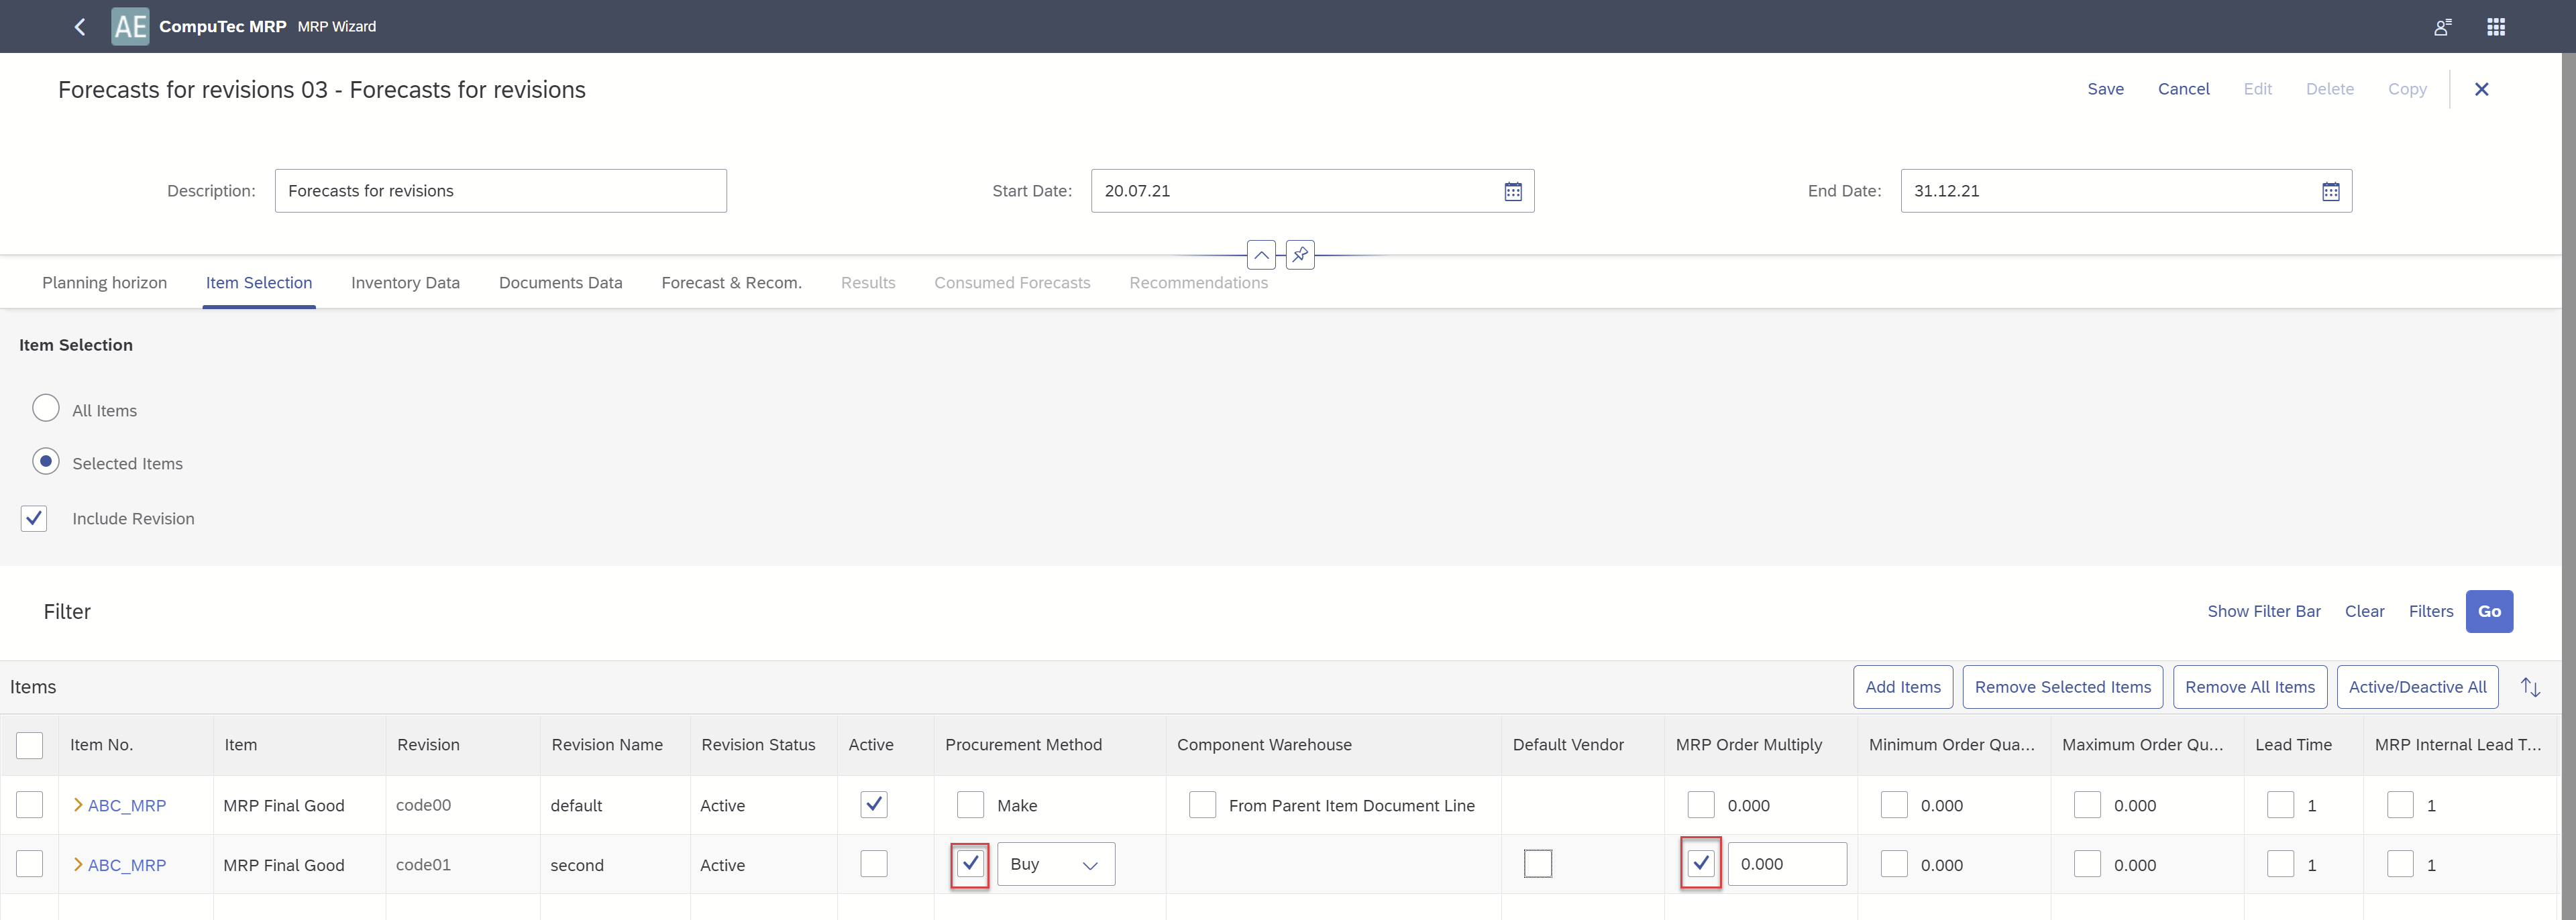 AE CompuTec MRP MRP Wizard
Forecasts for revisions 03 - Forecasts for revisions
Save Cancel Edit Delete Copy
Description: Forecasts for revisions Start Date: 20.07.21 End Date: 31.12.21
Planning horizon Item Selection Inventory Data Documents Data Forecast & Recom. Results Consumed Forecasts Recommendations
Item Selection
All Items
Selected Items
Include Revision
Filter Show Filter Bar Clear Filters Go
Items Add Items Remove Selected Items Remove All Items Active/Deactive All
Item No. Item Revision Revision Name Revision Status Active Procurement Method Component Warehouse Default Vendor MRP Order Multiply Minimum Order Qua... Maximum Order Qu... Lead Time MRP Internal Lead T...
ABC_MRP MRP Final Good code00 default Active Make From Parent Item Document Line 0.000 0.000 0.000 1 1
ABC_MRP MRP Final Good code01 second Active Buy 0.000 0.000 0.000 1 1